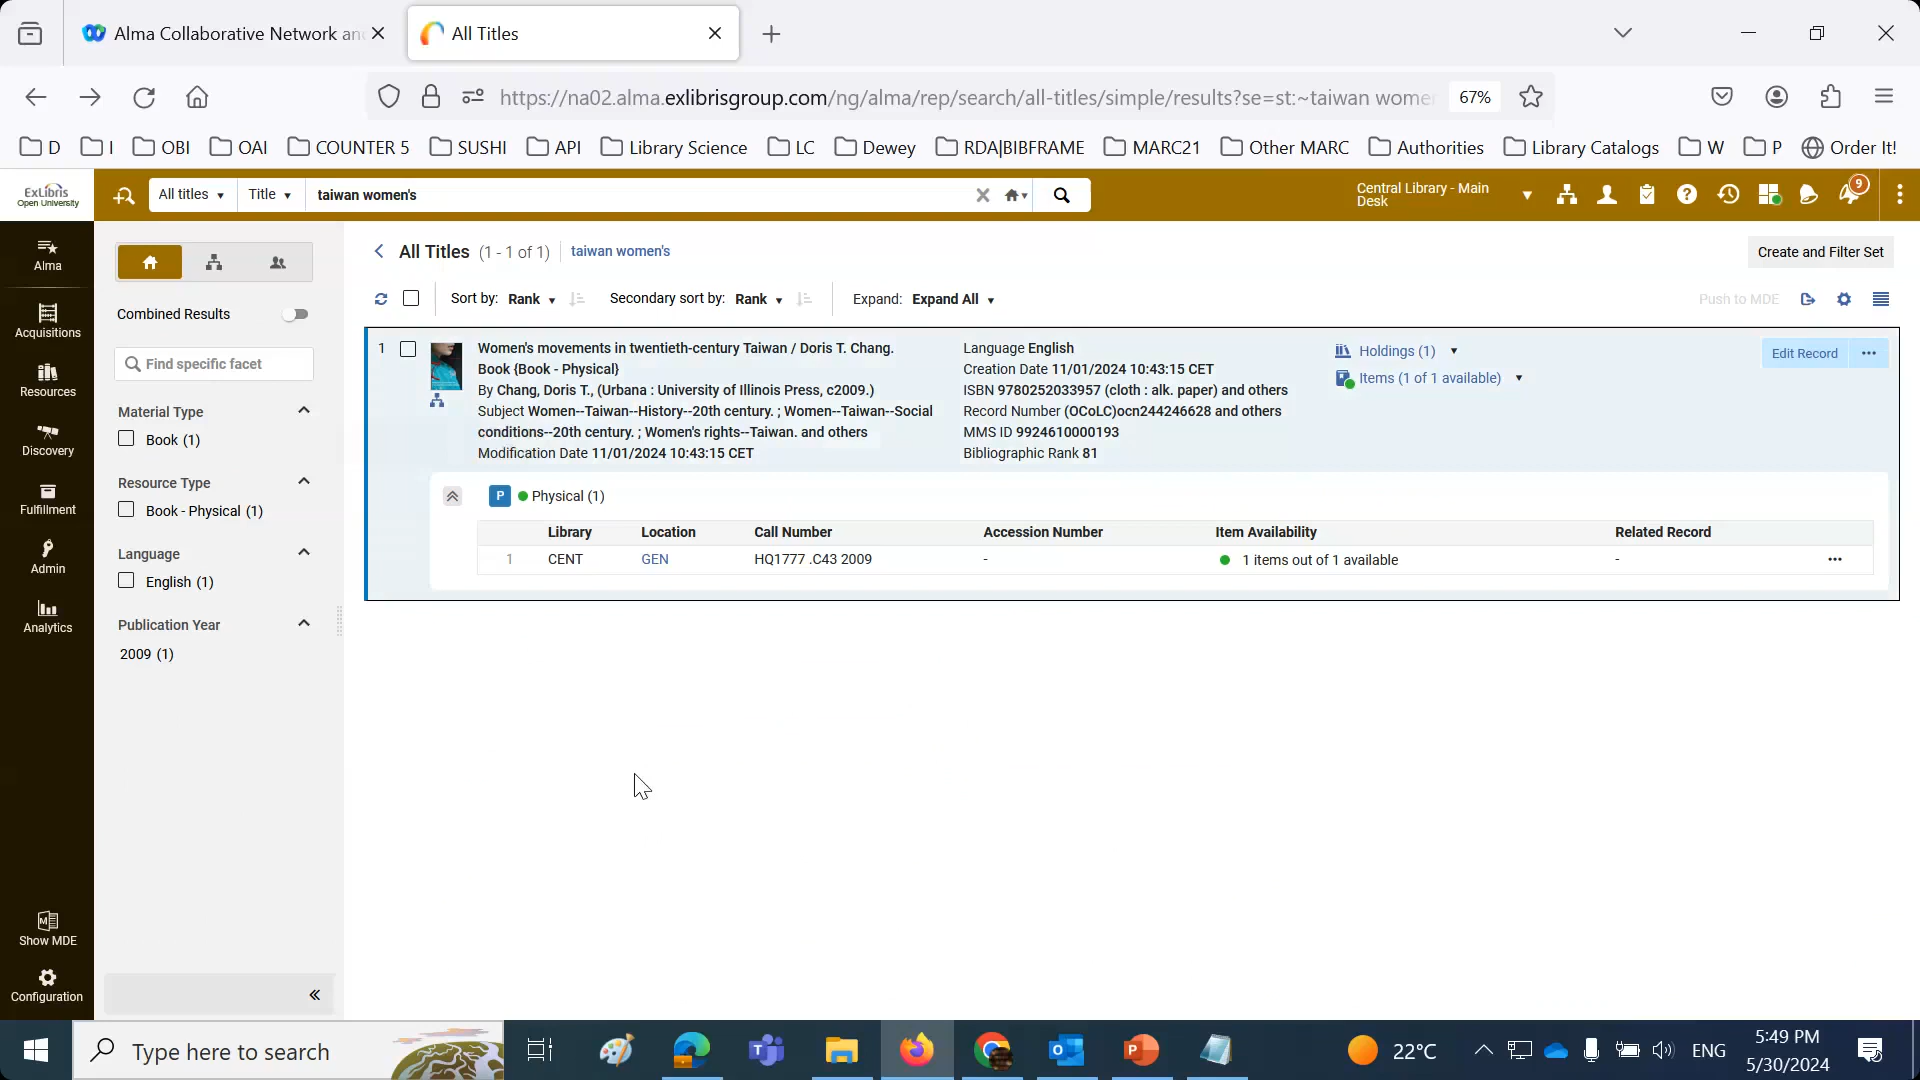 Alma Collaborative Network an
All Titles
https://na02.alma.exlibrisgroup.com/ng/alma/rep/search/all-titles/simple/results?se=st:~taiwan wome
67%
D
I
OBI
OAI
COUNTER 5
SUSHI
API
Library Science
LC
Dewey
RDA|BIBFRAME
MARC21
Other MARC
Authorities
Library Catalogs
W
P
Order It!
ExLibris
Open University
All titles
Title
taiwan women's
Central Library - Main
Desk
9
Alma
Acquisitions
Resources
Discovery
Fulfillment
Admin
Analytics
Show MDE
Configuration
Combined Results
Find specific facet
Material Type
Book (1)
Resource Type
Book - Physical (1)
Language
English (1)
Publication Year
2009 (1)
All Titles (1 - 1 of 1) taiwan women's
Create and Filter Set
Sort by: Rank
Secondary sort by: Rank
Expand: Expand All
Push to MDE
1
Women's movements in twentieth-century Taiwan / Doris T. Chang.
Book {Book - Physical}
By Chang, Doris T., (Urbana : University of Illinois Press, c2009.)
Subject Women--Taiwan--History--20th century. ; Women--Taiwan--Social
conditions--20th century. ; Women's rights--Taiwan. and others
Modification Date 11/01/2024 10:43:15 CET
Language English
Creation Date 11/01/2024 10:43:15 CET
ISBN 9780252033957 (cloth : alk. paper) and others
Record Number (OCoLC)ocn244246628 and others
MMS ID 9924610000193
Bibliographic Rank 81
Holdings (1)
Items (1 of 1 available)
Edit Record
P Physical (1)
Library Location Call Number Accession Number Item Availability Related Record
1 CENT GEN HQ1777 .C43 2009 - 1 items out of 1 available -
Type here to search
22°C
ENG
5:49 PM
5/30/2024